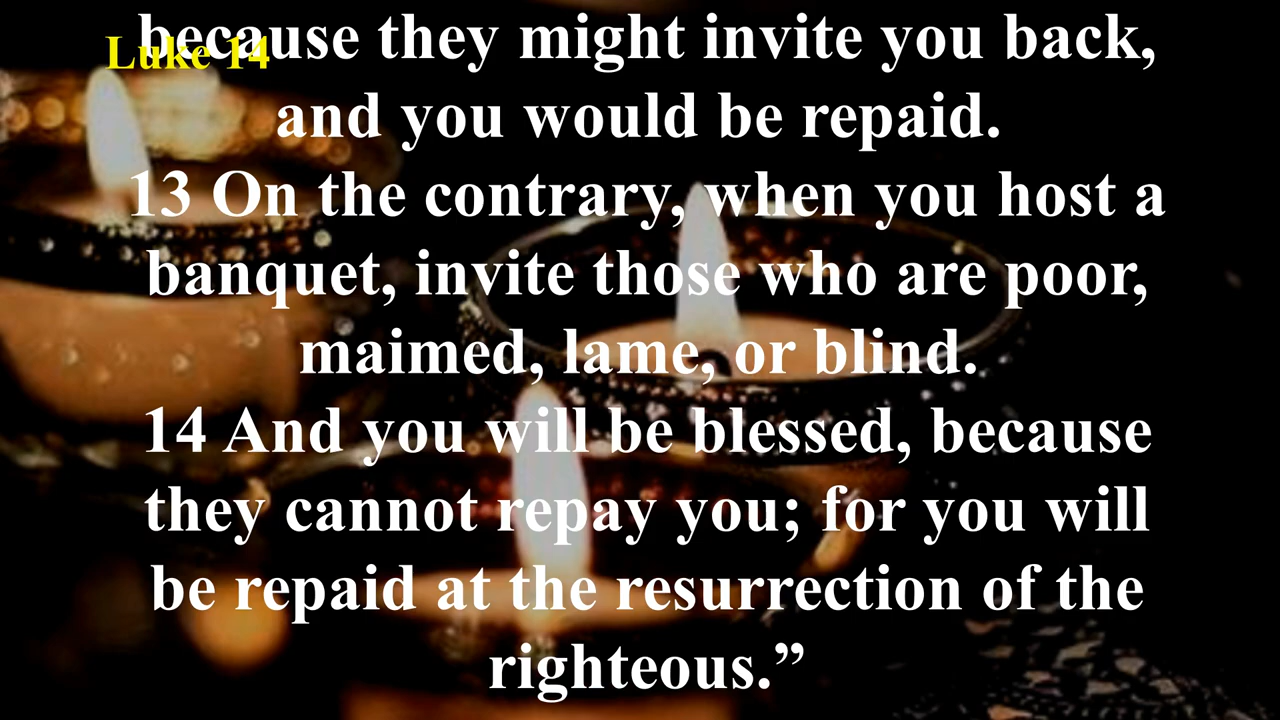 Luke 14
because they might invite you back,
and you would be repaid.
13 On the contrary, when you host a
banquet, invite those who are poor,
maimed, lame, or blind.
14 And you will be blessed, because
they cannot repay you; for you will
be repaid at the resurrection of the
righteous.”